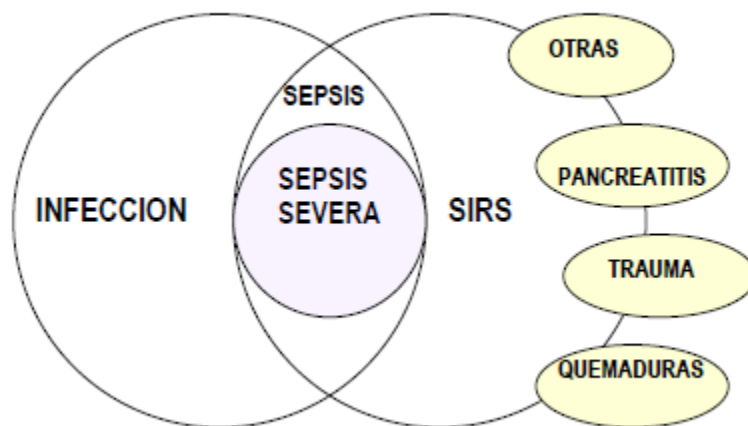 OTRAS
SEPSIS
SEPSIS
SEVERA
INFECCION
SIRS
PANCREATITIS
TRAUMA
QUEMADURAS